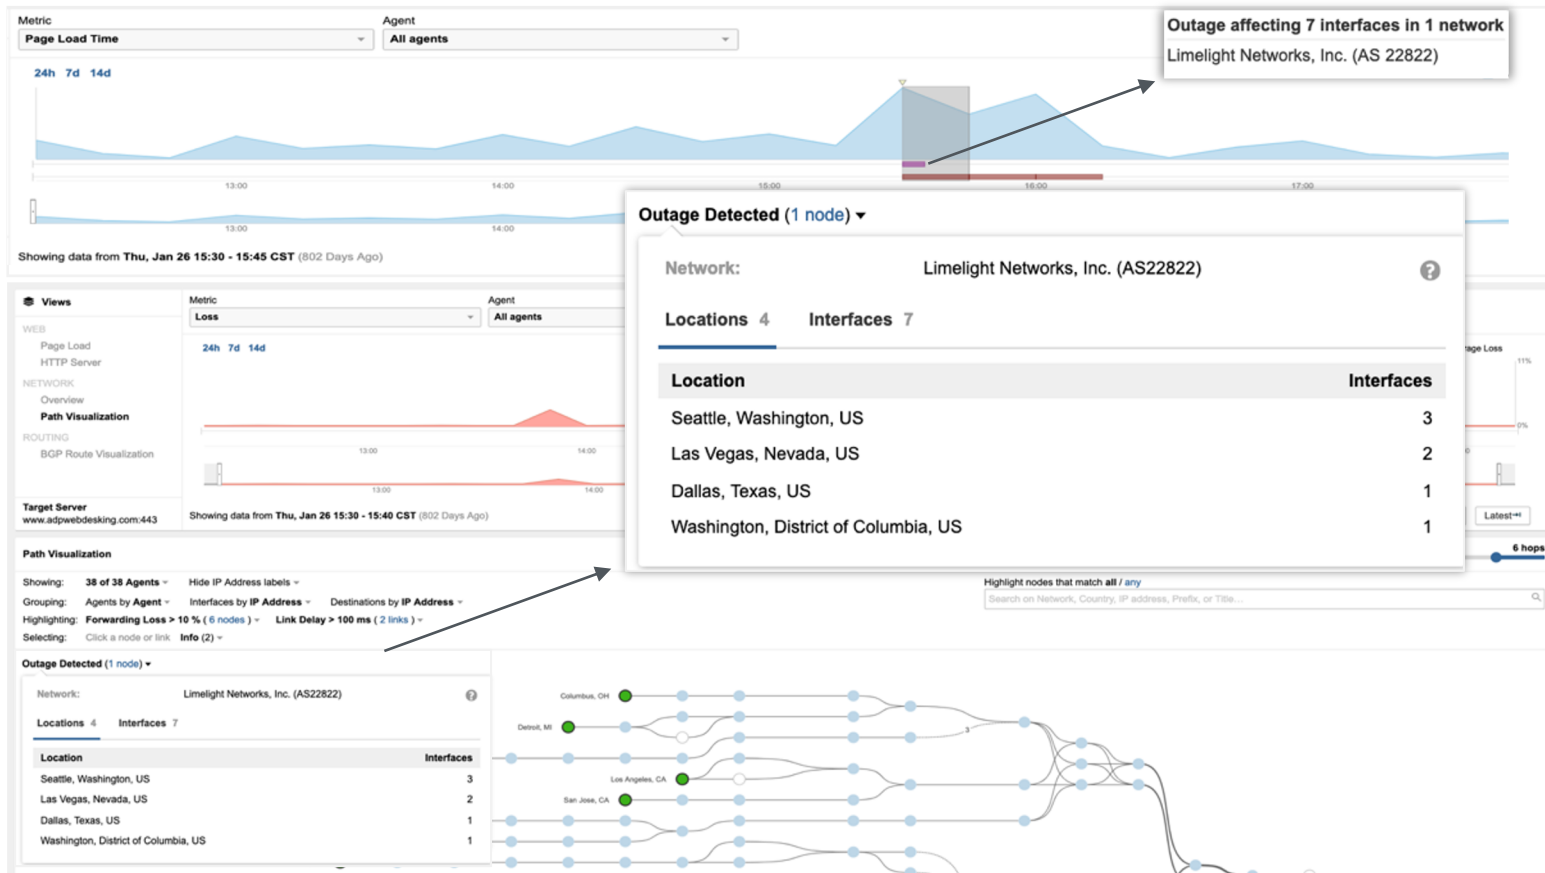 Metric
Agent
Page Load Time
All agents
24h 7d 14d
Outage affecting 7 interfaces in 1 network
Limelight Networks, Inc. (AS 22822)
13:00
14:00
15:00
16:00
17:00
13:00
14:00
Showing data from Thu, Jan 26 15:30 - 15:45 CST (802 Days Ago)
Outage Detected (1 node)
Network:
Limelight Networks, Inc. (AS22822)
?
Locations 4
Interfaces 7
Location
Interfaces
Seattle, Washington, US
3
Las Vegas, Nevada, US
2
Dallas, Texas, US
1
Washington, District of Columbia, US
1
Views
WEB
Page Load
HTTP Server
NETWORK
Overview
Path Visualization
ROUTING
BGP Route Visualization
Target Server
www.adpwebdesking.com:443
Metric
Agent
Loss
All agents
24h 7d 14d
13:00
14:00
13:00
14:00
Loss
11%
0%
Showing data from Thu, Jan 26 15:30 - 15:40 CST (802 Days Ago)
Latest
Path Visualization
6 hops
Showing: 38 of 38 Agents Hide IP Address labels
Grouping: Agents by Agent Interfaces by IP Address Destinations by IP Address
Highlighting: Forwarding Loss > 10 % ( 6 nodes ) Link Delay > 100 ms ( 2 links )
Selecting: Click a node or link Info (2)
Highlight nodes that match all / any
Search on Network, Country, IP address, Prefix, or Title...
Outage Detected (1 node)
Network:
Limelight Networks, Inc. (AS22822)
?
Locations 4
Interfaces 7
Location
Interfaces
Seattle, Washington, US
3
Las Vegas, Nevada, US
2
Dallas, Texas, US
1
Washington, District of Columbia, US
1
Columbus, OH
Detroit, MI
3
Los Angeles, CA
San Jose, CA